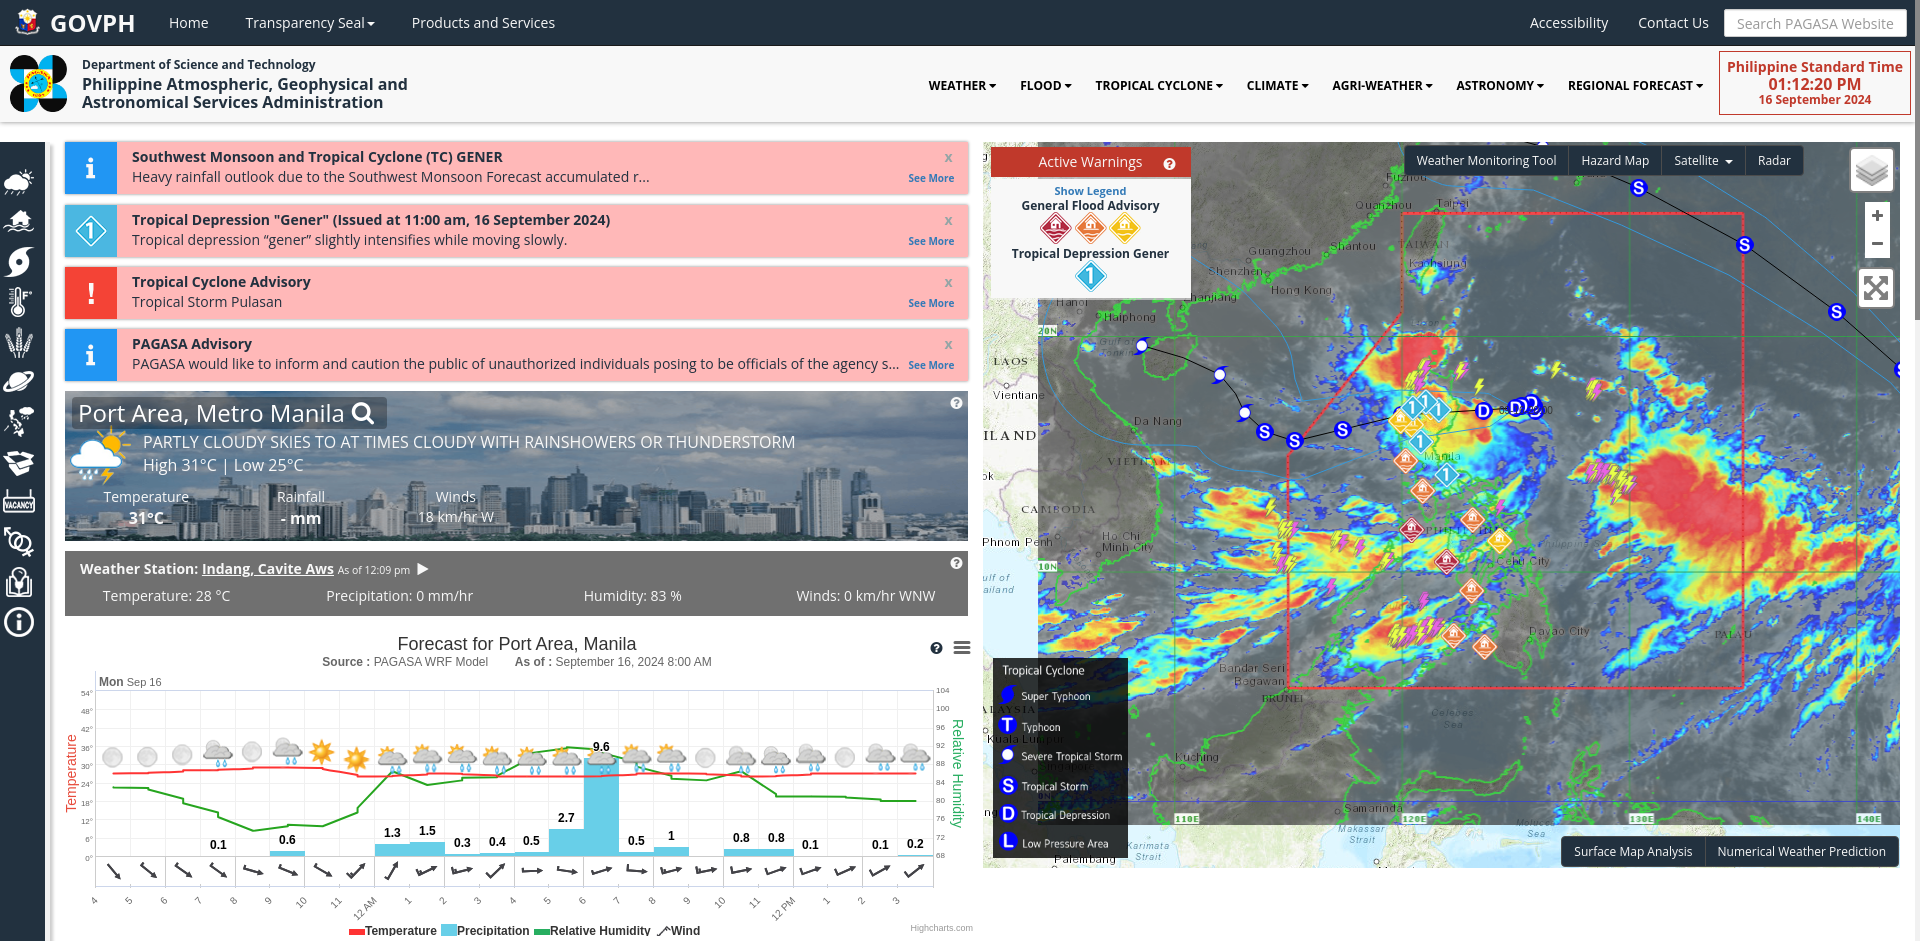 GOVPH
Home
Transparency Seal
Products and Services
Accessibility
Contact Us
Search PAGASA Website
Department of Science and Technology
Philippine Atmospheric, Geophysical and
Astronomical Services Administration
WEATHER
FLOOD
TROPICAL CYCLONE
CLIMATE
AGRI-WEATHER
ASTRONOMY
REGIONAL FORECAST
Philippine Standard Time
01:12:20 PM
16 September 2024
Southwest Monsoon and Tropical Cyclone (TC) GENER
x
Heavy rainfall outlook due to the Southwest Monsoon Forecast accumulated r...
See More
Tropical Depression "Gener" (Issued at 11:00 am, 16 September 2024)
x
Tropical depression “gener” slightly intensifies while moving slowly.
See More
Tropical Cyclone Advisory
x
Tropical Storm Pulasan
See More
PAGASA Advisory
x
PAGASA would like to inform and caution the public of unauthorized individuals posing to be officials of the agency s...
See More
Port Area, Metro Manila
PARTLY CLOUDY SKIES TO AT TIMES CLOUDY WITH RAINSHOWERS OR THUNDERSTORM
High 31°C | Low 25°C
Temperature
Rainfall
Winds
31°C
- mm
18 km/hr W
Weather Station: Indang, Cavite Aws As of 12:09 pm
Temperature: 28 °C
Precipitation: 0 mm/hr
Humidity: 83 %
Winds: 0 km/hr WNW
Forecast for Port Area, Manila
Source : PAGASA WRF Model As of : September 16, 2024 8:00 AM
Mon Sep 16
Temperature
54°
48°
42°
36°
30°
24°
18°
12°
6°
0°
104
100
96
92
88
84
80
76
72
68
Relative Humidity
0.1
0.6
1.3
1.5
0.3
0.4
0.5
2.7
9.6
0.5
1
0.8
0.8
0.1
0.1
0.2
4
5
6
7
8
9
10
11
12 AM
1
2
3
4
5
6
7
8
9
10
11
12 PM
1
2
3
Temperature
Precipitation
Relative Humidity
Wind
Highcharts.com
VACANCY
Active Warnings
Show Legend
General Flood Advisory
Tropical Depression Gener
Weather Monitoring Tool
Hazard Map
Satellite
Radar
+
−
Fuzhou
Quanzhou
Taipei
TAIWAN
Guangzhou
Shantou
Kaohsiung
Shenzhen
Hong Kong
Zhanjiang
Hanoi
Haiphong
20N
LAOS
Vientiane
Da Nang
VIETNAM
Manila
CAMBODIA
Phnom Penh
Ho Chi
Minh City
PHILIPPINES
Cebu City
10N
Davao City
PALAU
Bandar Seri
Begawan
BRUNEI
Celebes
Sea
Kuala Lumpur
Kuching
Samarinda
110E
120E
130E
140E
Makassar
Strait
Karimata
Strait
Palembang
Tropical Cyclone
Super Typhoon
T Typhoon
Severe Tropical Storm
S Tropical Storm
D Tropical Depression
L Low Pressure Area
Surface Map Analysis
Numerical Weather Prediction